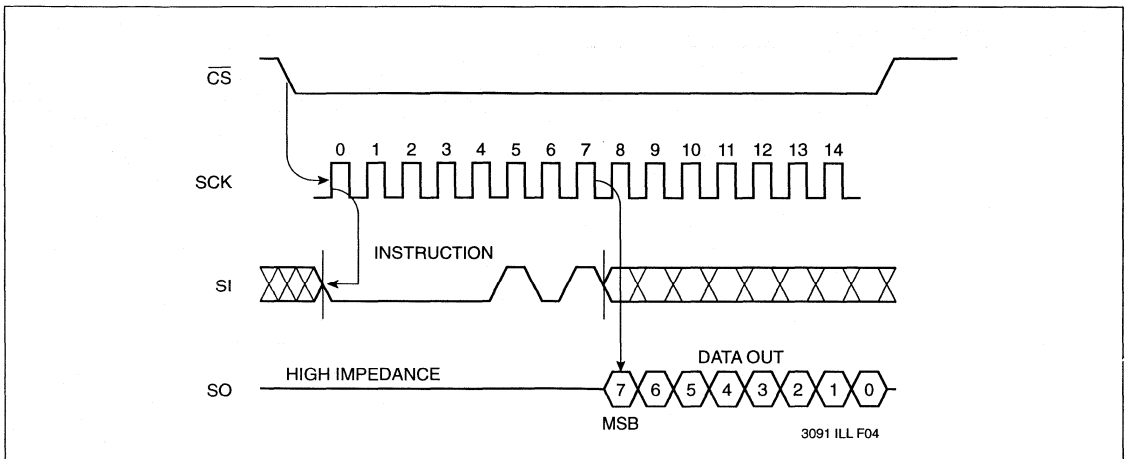 CS
0 1 2 3 4 5 6 7 8 9 10 11 12 13 14
SCK
INSTRUCTION
SI
DATA OUT
HIGH IMPEDANCE
SO
7 6 5 4 3 2 1 0
MSB
3091 ILL F04